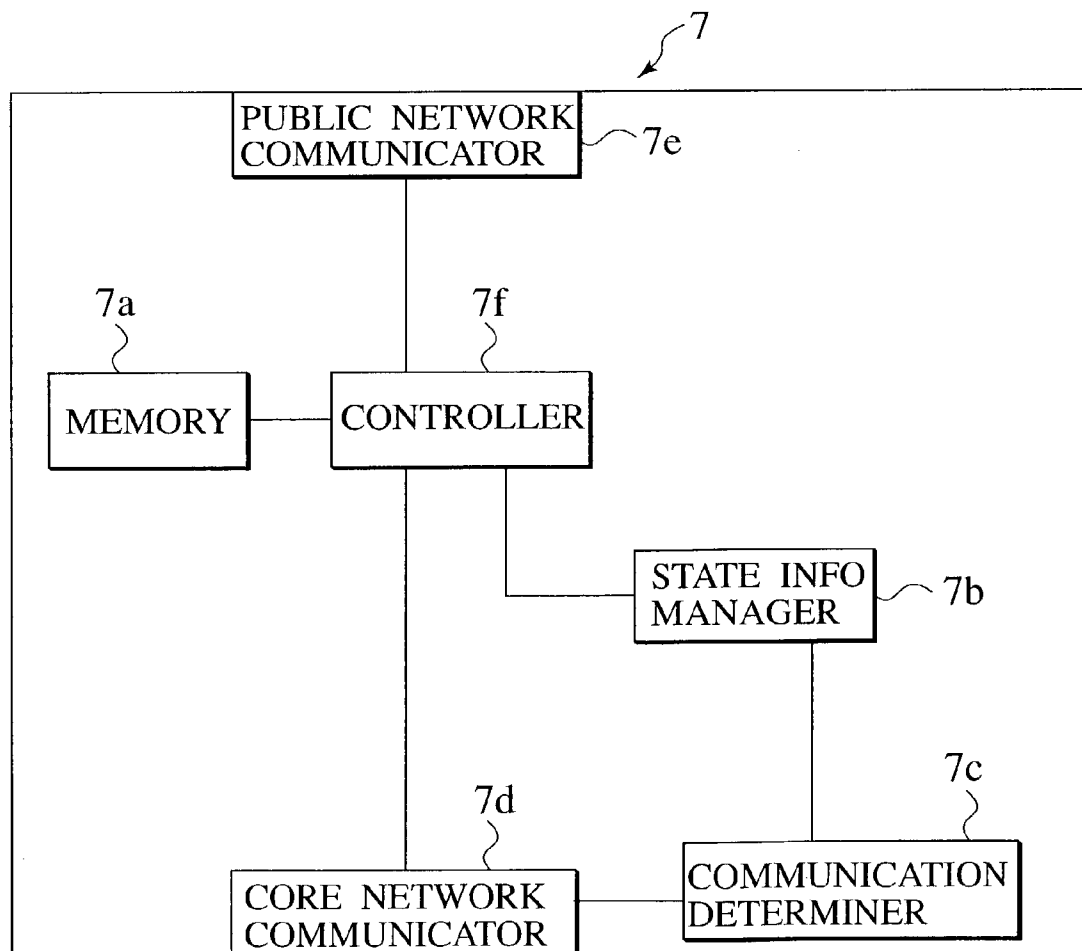 7
PUBLIC NETWORK
COMMUNICATOR
7e
7a
7f
MEMORY
CONTROLLER
STATE INFO
MANAGER
7b
7d
7c
CORE NETWORK
COMMUNICATOR
COMMUNICATION
DETERMINER